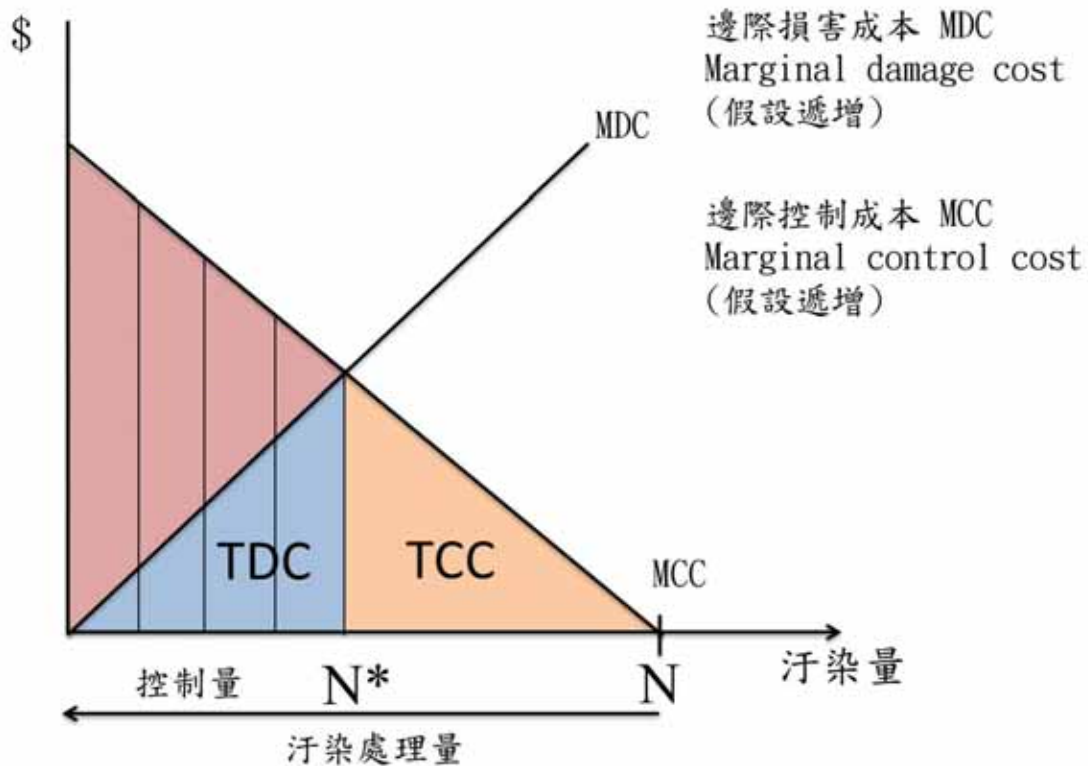 $
邊際損害成本 MDC
Marginal damage cost
(假設遞增)
MDC
邊際控制成本 MCC
Marginal control cost
(假設遞增)
TDC
TCC
MCC
汙染量
控制量
N*
N
汙染處理量